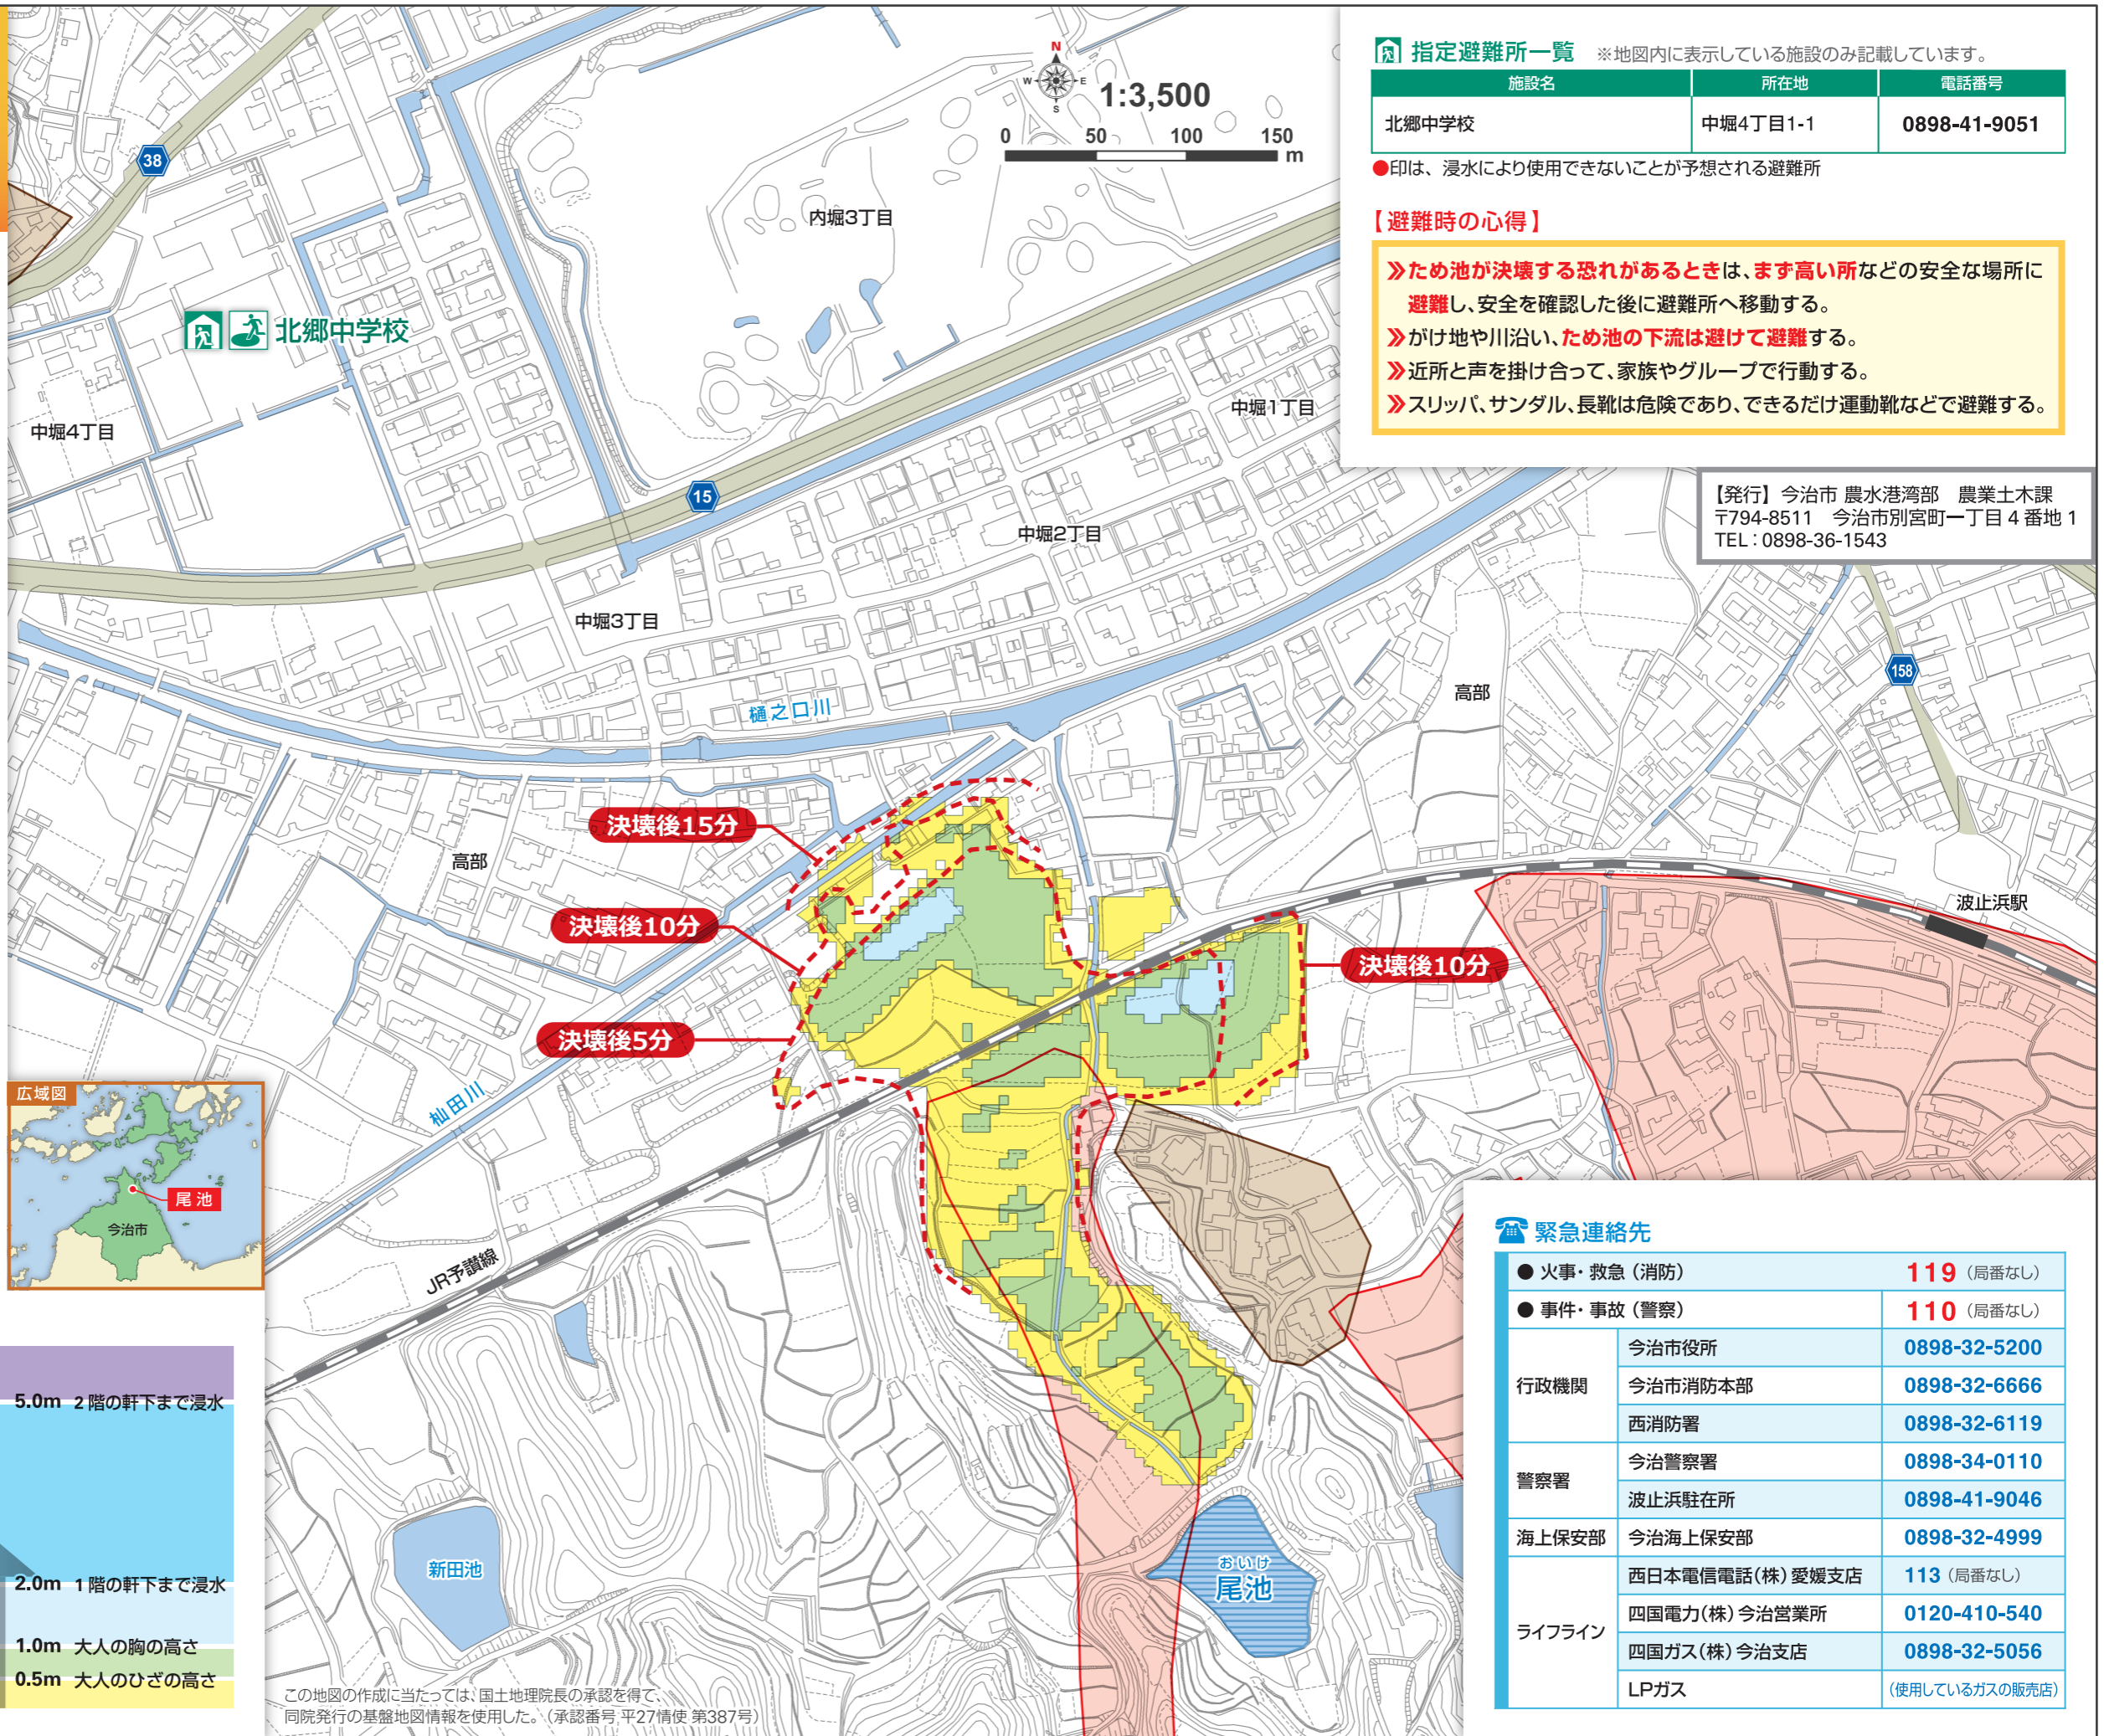 N
W
E
S
1:3,500
0 50 100 150
m
38
内堀3丁目
北郷中学校
中堀4丁目
中堀1丁目
15
中堀2丁目
中堀3丁目
樋之口川
高部
158
決壊後15分
高部
決壊後10分
決壊後10分
波止浜駅
決壊後5分
杣田川
JR予讃線
新田池
おいけ
尾池
指定避難所一覧 ※地図内に表示している施設のみ記載しています。
施設名 所在地 電話番号
北郷中学校 中堀4丁目1-1 0898-41-9051
●印は、浸水により使用できないことが予想される避難所
【避難時の心得】
≫ため池が決壊する恐れがあるときは、まず高い所などの安全な場所に
避難し、安全を確認した後に避難所へ移動する。
≫がけ地や川沿い、ため池の下流は避けて避難する。
≫近所と声を掛け合って、家族やグループで行動する。
≫スリッパ、サンダル、長靴は危険であり、できるだけ運動靴などで避難する。
【発行】今治市 農水港湾部 農業土木課
〒794-8511 今治市別宮町一丁目4番地1
TEL:0898-36-1543
広域図
尾池
今治市
5.0m 2階の軒下まで浸水
2.0m 1階の軒下まで浸水
1.0m 大人の胸の高さ
0.5m 大人のひざの高さ
この地図の作成に当たっては、国土地理院長の承認を得て、
同院発行の基盤地図情報を使用した。(承認番号 平27情使 第387号)
緊急連絡先
● 火事・救急(消防) 119(局番なし)
● 事件・事故(警察) 110(局番なし)
行政機関
今治市役所 0898-32-5200
今治市消防本部 0898-32-6666
西消防署 0898-32-6119
警察署
今治警察署 0898-34-0110
波止浜駐在所 0898-41-9046
海上保安部 今治海上保安部 0898-32-4999
ライフライン
西日本電信電話(株)愛媛支店 113(局番なし)
四国電力(株)今治営業所 0120-410-540
四国ガス(株)今治支店 0898-32-5056
LPガス (使用しているガスの販売店)